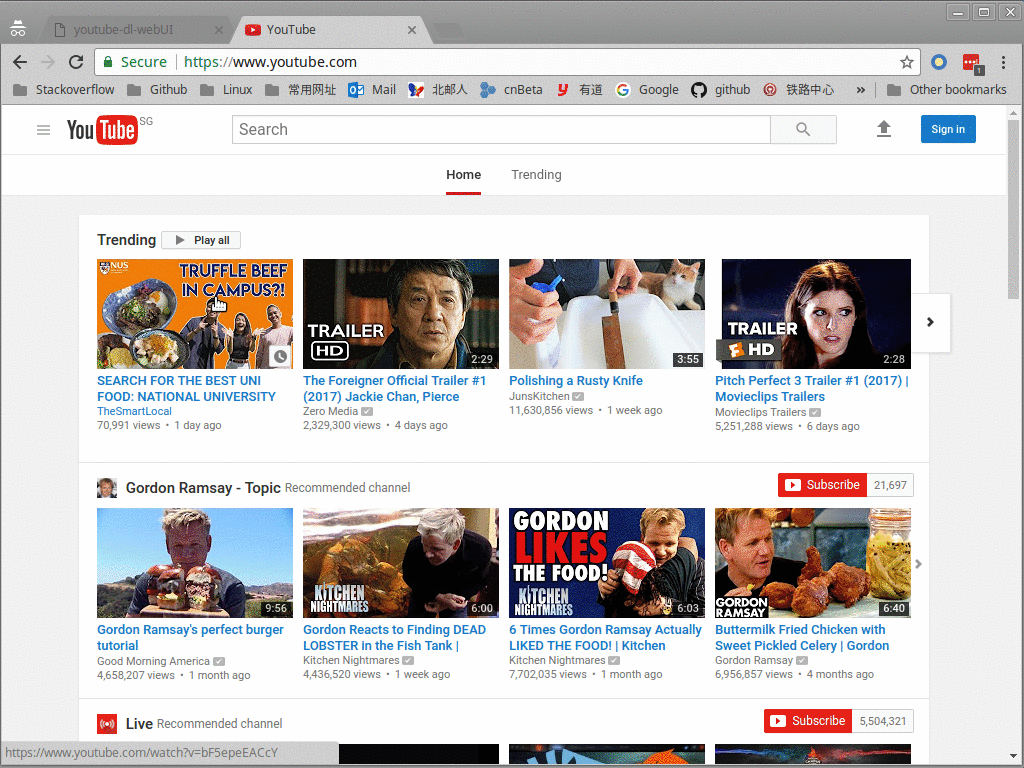 youtube-dl-webUI
YouTube
Secure
https://www.youtube.com
1
Stackoverflow
Github
Linux
常用网址
Mail
北邮人
cnBeta
有道
Google
github
铁路中心
»
Other bookmarks
YouTube SG
Search
Sign in
Home
Trending
Trending
Play all
NUS
TRUFFLE BEEF
IN CAMPUS?!
TRAILER
HD
2:29
3:55
TRAILER
HD
2:28
SEARCH FOR THE BEST UNI
FOOD: NATIONAL UNIVERSITY
TheSmartLocal
70,991 views • 1 day ago
The Foreigner Official Trailer #1
(2017) Jackie Chan, Pierce
Zero Media
2,329,300 views • 4 days ago
Polishing a Rusty Knife
JunsKitchen
11,630,856 views • 1 week ago
Pitch Perfect 3 Trailer #1 (2017) |
Movieclips Trailers
Movieclips Trailers
5,251,288 views • 6 days ago
Gordon Ramsay - Topic Recommended channel
Subscribe 21,697
9:56
KITCHEN
NIGHTMARES
6:00
GORDON
LIKES
THE FOOD!
KITCHEN
NIGHTMARES
6:03
GORDON
RAMSAY
6:40
Gordon Ramsay's perfect burger
tutorial
Good Morning America
4,658,207 views • 1 month ago
Gordon Reacts to Finding DEAD
LOBSTER in the Fish Tank |
Kitchen Nightmares
4,436,520 views • 1 week ago
6 Times Gordon Ramsay Actually
LIKED THE FOOD! | Kitchen
Kitchen Nightmares
7,702,035 views • 1 month ago
Buttermilk Fried Chicken with
Sweet Pickled Celery | Gordon
Gordon Ramsay
6,956,857 views • 4 months ago
Live Recommended channel
Subscribe 5,504,321
https://www.youtube.com/watch?v=bF5epeEACcY